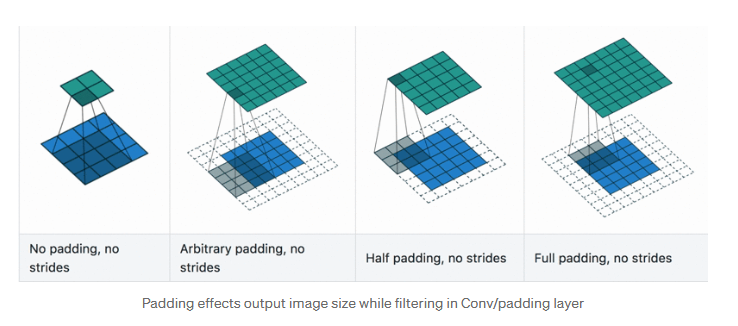 No padding, no
strides
Arbitrary padding, no
strides
Half padding, no strides
Full padding, no strides
Padding effects output image size while filtering in Conv/padding layer